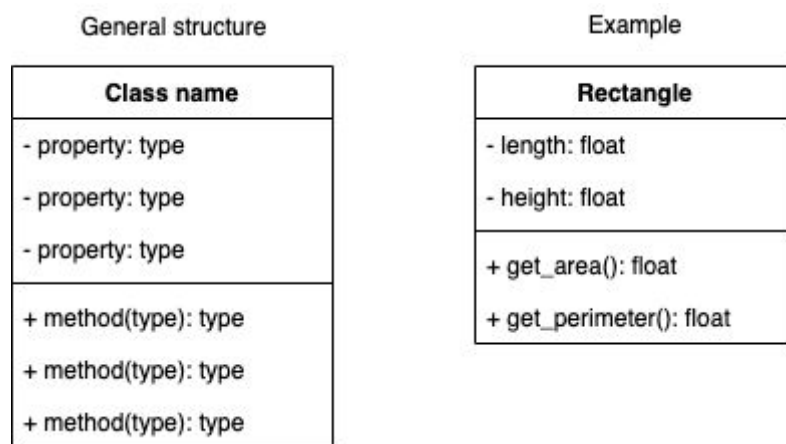 General structure
Class name
- property: type
- property: type
- property: type
+ method(type): type
+ method(type): type
+ method(type): type
Example
Rectangle
- length: float
- height: float
+ get_area(): float
+ get_perimeter(): float